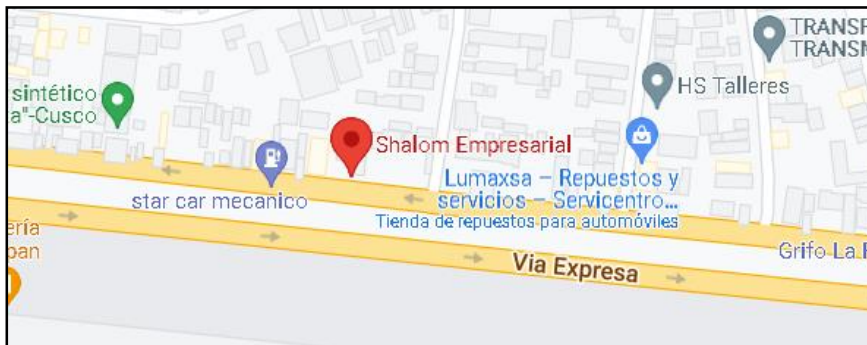 TRANSF
TRANSM
HS Talleres
sintético
a"-Cusco
Shalom Empresarial
Lumaxsa – Repuestos y
servicios – Servicentro...
Tienda de repuestos para automóviles
star car mecanico
ería
pan
Via Expresa
Grifo La